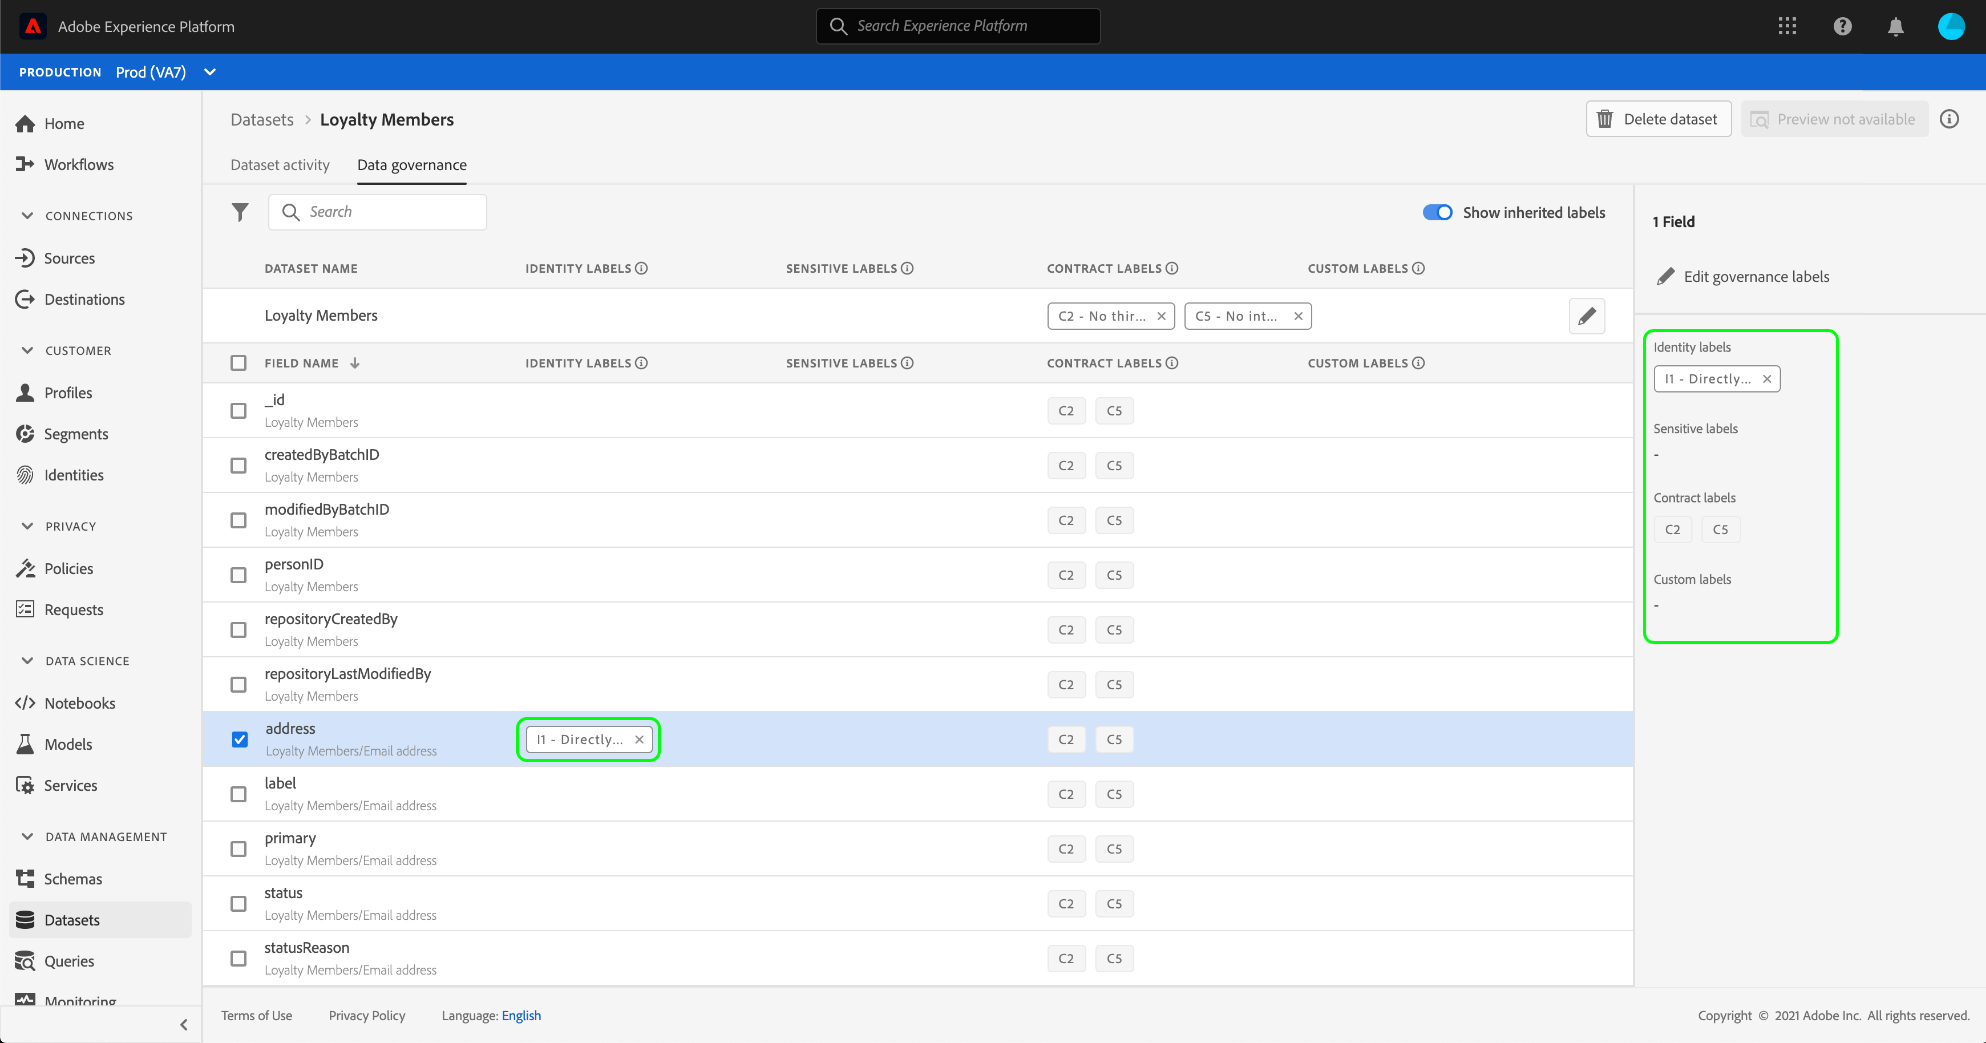 Adobe Experience Platform
Search Experience Platform
PRODUCTION Prod (VA7)
Home
Workflows
CONNECTIONS
Sources
Destinations
CUSTOMER
Profiles
Segments
Identities
PRIVACY
Policies
Requests
DATA SCIENCE
Notebooks
Models
Services
DATA MANAGEMENT
Schemas
Datasets
Queries
Monitoring
Datasets > Loyalty Members
Delete dataset
Preview not available
Dataset activity Data governance
Search
Show inherited labels
DATASET NAME IDENTITY LABELS SENSITIVE LABELS CONTRACT LABELS CUSTOM LABELS
Loyalty Members C2 - No thir... C5 - No int...
FIELD NAME IDENTITY LABELS SENSITIVE LABELS CONTRACT LABELS CUSTOM LABELS
_id C2 C5
Loyalty Members
createdByBatchID C2 C5
Loyalty Members
modifiedByBatchID C2 C5
Loyalty Members
personID C2 C5
Loyalty Members
repositoryCreatedBy C2 C5
Loyalty Members
repositoryLastModifiedBy C2 C5
Loyalty Members
address I1 - Directly... C2 C5
Loyalty Members/Email address
label C2 C5
Loyalty Members/Email address
primary C2 C5
Loyalty Members/Email address
status C2 C5
Loyalty Members/Email address
statusReason C2 C5
Loyalty Members/Email address
1 Field
Edit governance labels
Identity labels
I1 - Directly...
Sensitive labels
-
Contract labels
C2 C5
Custom labels
-
Terms of Use Privacy Policy Language: English
Copyright © 2021 Adobe Inc. All rights reserved.